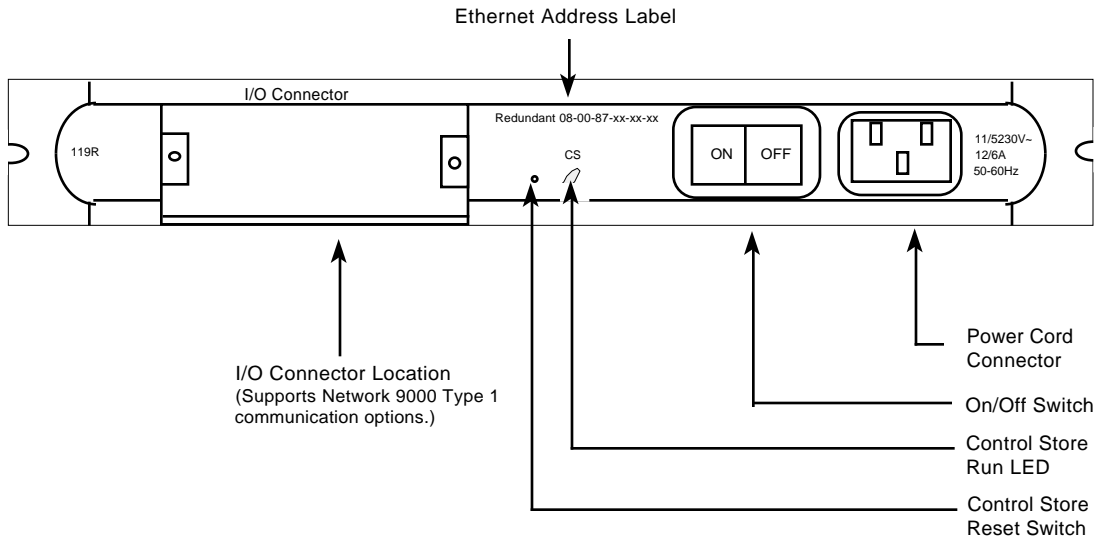 Ethernet Address Label
I/O Connector
Redundant 08-00-87-xx-xx-xx
119R
CS
ON OFF
11/5230V~
12/6A
50-60Hz
I/O Connector Location
(Supports Network 9000 Type 1
communication options.)
Power Cord
Connector
On/Off Switch
Control Store
Run LED
Control Store
Reset Switch